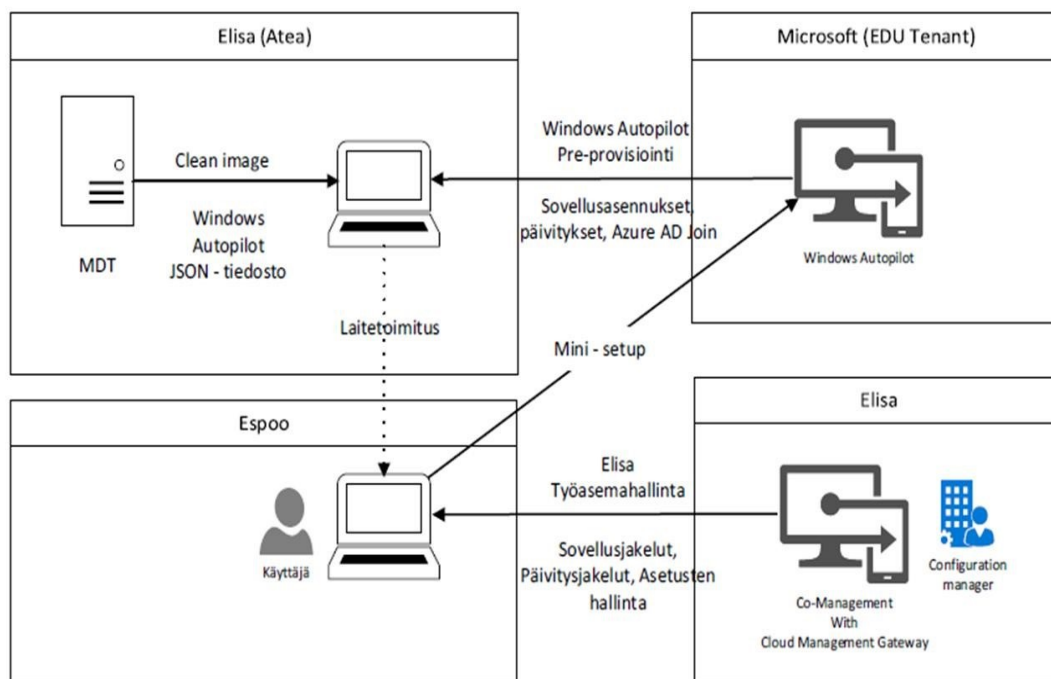 Elisa (Atea)
MDT
Clean image
Windows
Autopilot
JSON - tiedosto
Laitetoimitus
Microsoft (EDU Tenant)
Windows Autopilot
Pre-provisiointi
Sovellusasennukset,
päivitykset, Azure AD Join
Windows Autopilot
Mini - setup
Espoo
Käyttäjä
Elisa
Työasemahallinta
Sovellusjakelut,
Päivitysjakelut, Asetusten
hallinta
Elisa
Co-Management
With
Cloud Management Gateway
Configuration
manager